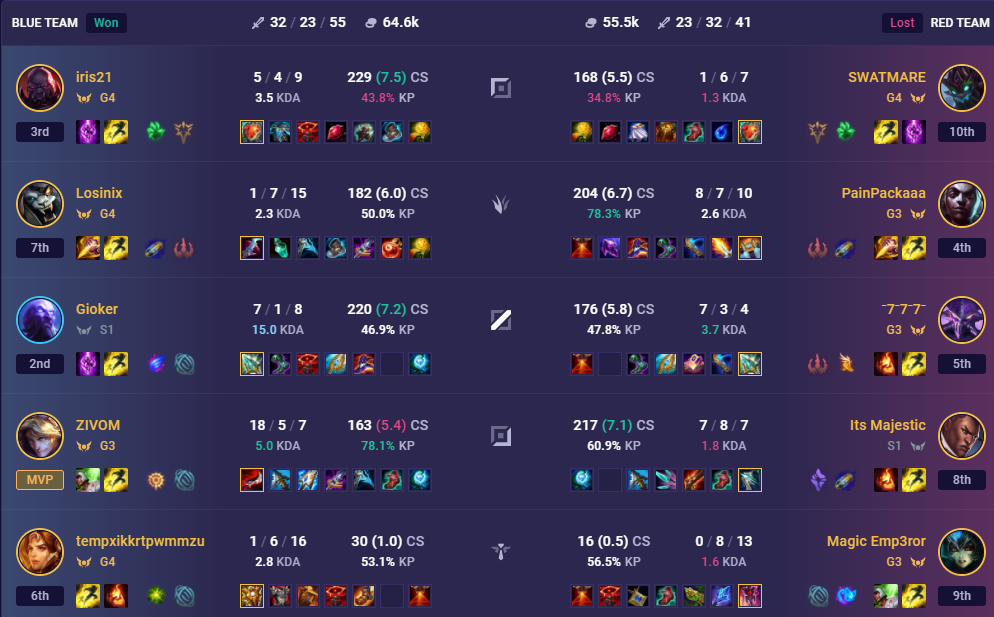 BLUE TEAM Won 32 / 23 / 55 64.6k 55.5k 23 / 32 / 41 Lost RED TEAM
iris21 5 / 4 / 9 229 (7.5) CS 168 (5.5) CS 1 / 6 / 7 SWATMARE
G4 3.5 KDA 43.8% KP 34.8% KP 1.3 KDA G4
3rd 10th
Losinix 1 / 7 / 15 182 (6.0) CS 204 (6.7) CS 8 / 7 / 10 PainPackaaa
G4 2.3 KDA 50.0% KP 78.3% KP 2.6 KDA G3
7th 4th
Gioker 7 / 1 / 8 220 (7.2) CS 176 (5.8) CS 7 / 3 / 4 ⁻7⁻7⁻7⁻
S1 15.0 KDA 46.9% KP 47.8% KP 3.7 KDA G3
2nd 5th
ZIVOM 18 / 5 / 7 163 (5.4) CS 217 (7.1) CS 7 / 8 / 7 Its Majestic
G3 5.0 KDA 78.1% KP 60.9% KP 1.8 KDA S1
MVP 8th
tempxikkrtpwmmzu 1 / 6 / 16 30 (1.0) CS 16 (0.5) CS 0 / 8 / 13 Magic Emp3ror
G4 2.8 KDA 53.1% KP 56.5% KP 1.6 KDA G3
6th 9th